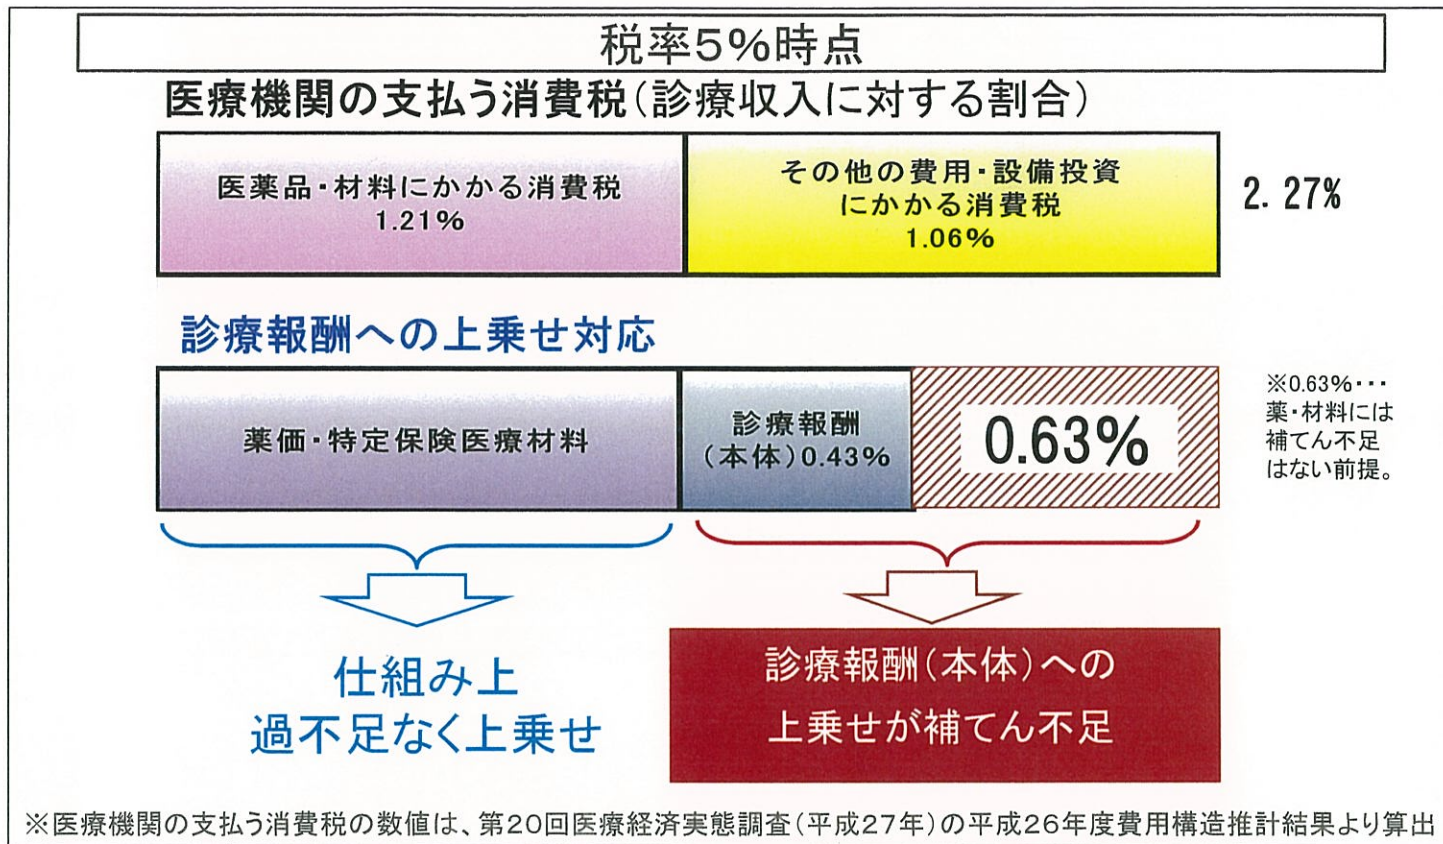 税率5%時点
医療機関の支払う消費税(診療収入に対する割合)
医薬品・材料にかかる消費税
1.21%
その他の費用・設備投資
にかかる消費税
1.06%
2.27%
診療報酬への上乗せ対応
薬価・特定保険医療材料
診療報酬
(本体)0.43%
0.63%
※0.63%・・・
薬・材料には
補てん不足
はない前提。
仕組み上
過不足なく上乗せ
診療報酬(本体)への
上乗せが補てん不足
※医療機関の支払う消費税の数値は、第20回医療経済実態調査(平成27年)の平成26年度費用構造推計結果より算出